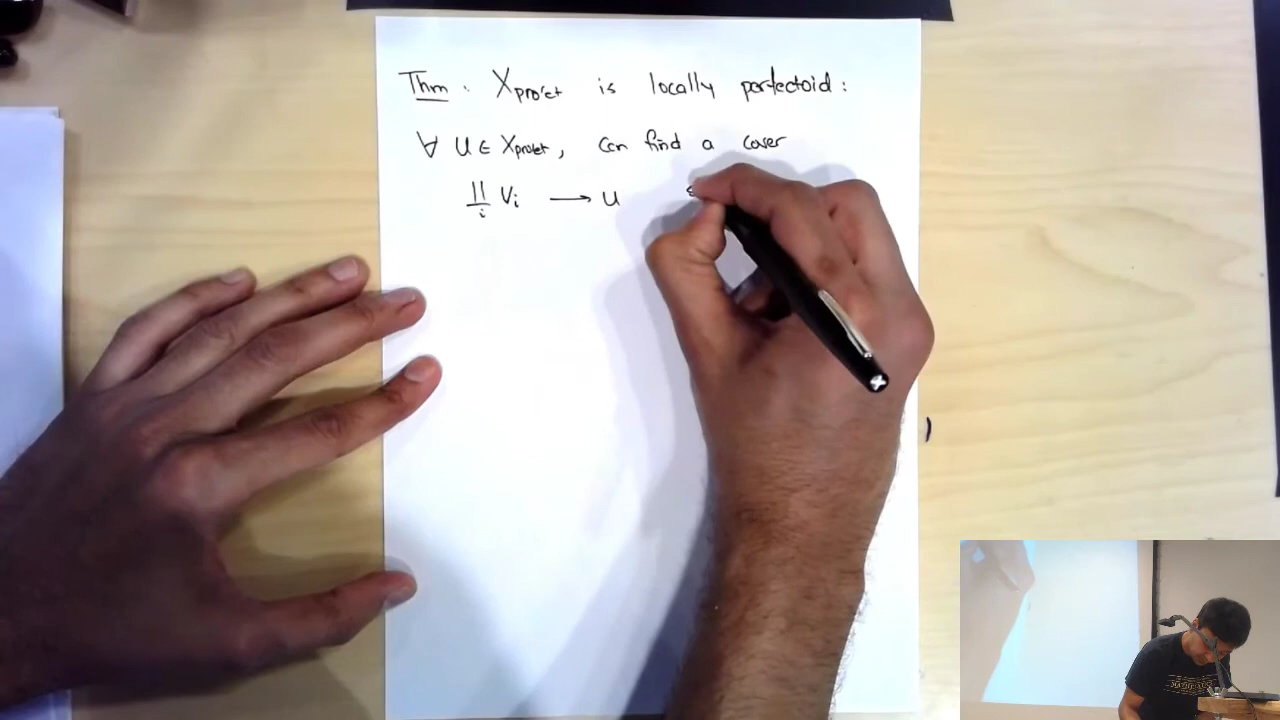 Thm : X_proét is locally perfectoid :
∀ U ∈ X_proét , can find a cover
∐_i V_i ⟶ U